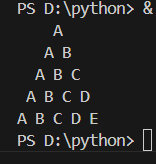 PS D:\python> &
A
A B
A B C
A B C D
A B C D E
PS D:\python>